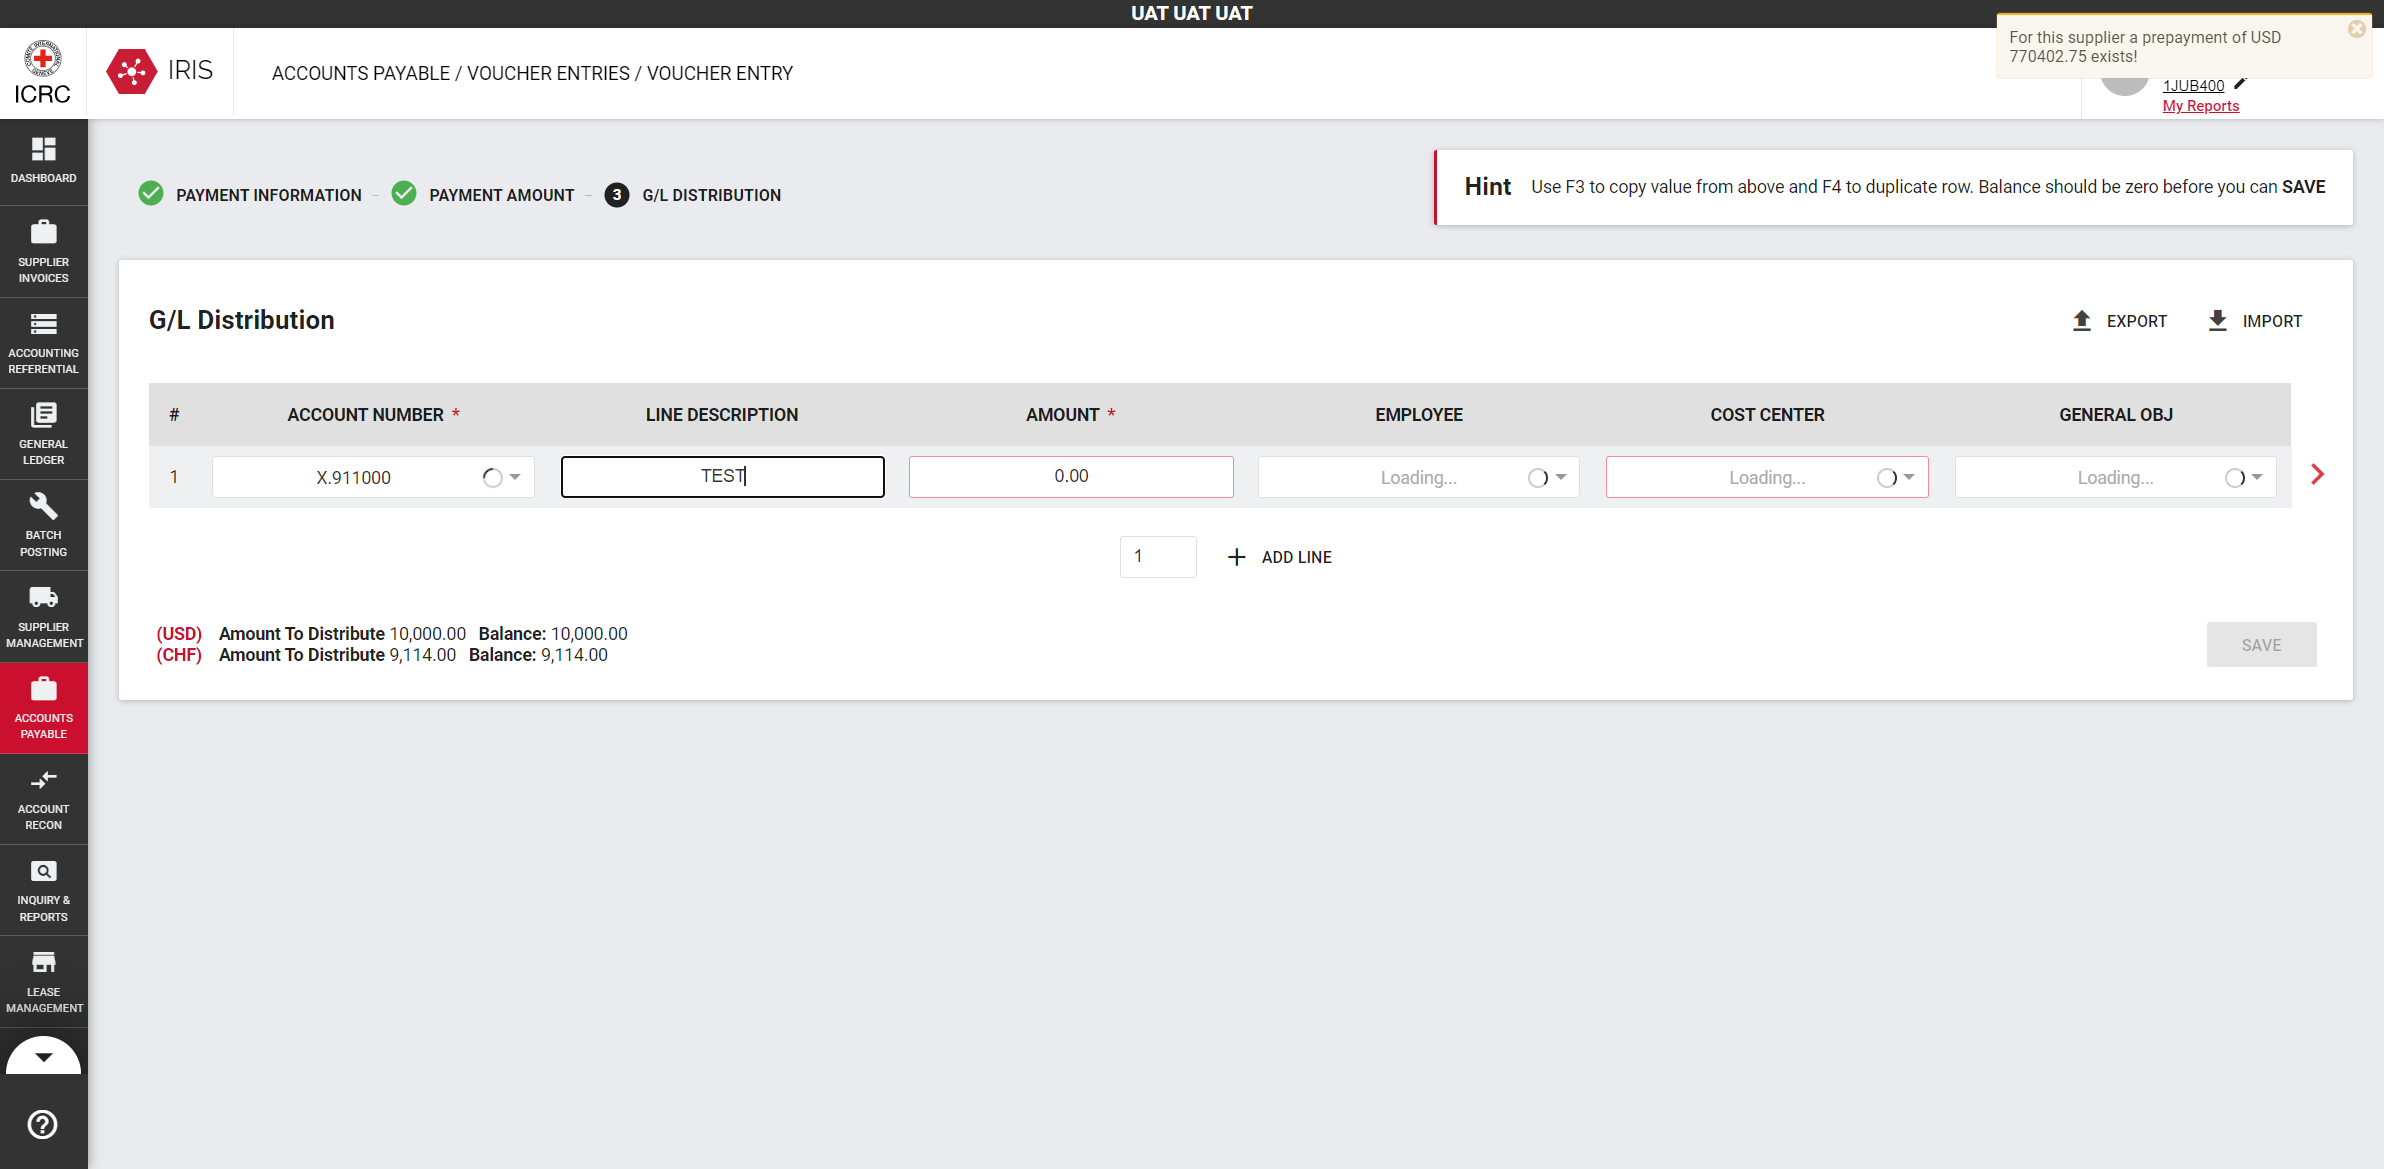 UAT UAT UAT
For this supplier a prepayment of USD
770402.75 exists!
ICRC
IRIS
ACCOUNTS PAYABLE / VOUCHER ENTRIES / VOUCHER ENTRY
1JUB400
My Reports
DASHBOARD
SUPPLIER
INVOICES
ACCOUNTING
REFERENTIAL
GENERAL
LEDGER
BATCH
POSTING
SUPPLIER
MANAGEMENT
ACCOUNTS
PAYABLE
ACCOUNT
RECON
INQUIRY &
REPORTS
LEASE
MANAGEMENT
PAYMENT INFORMATION – PAYMENT AMOUNT – 3 G/L DISTRIBUTION
Hint Use F3 to copy value from above and F4 to duplicate row. Balance should be zero before you can SAVE
G/L Distribution
EXPORT IMPORT
# ACCOUNT NUMBER * LINE DESCRIPTION AMOUNT * EMPLOYEE COST CENTER GENERAL OBJ
1 X.911000 TEST 0.00 Loading... Loading... Loading...
1 + ADD LINE
(USD) Amount To Distribute 10,000.00 Balance: 10,000.00
(CHF) Amount To Distribute 9,114.00 Balance: 9,114.00
SAVE